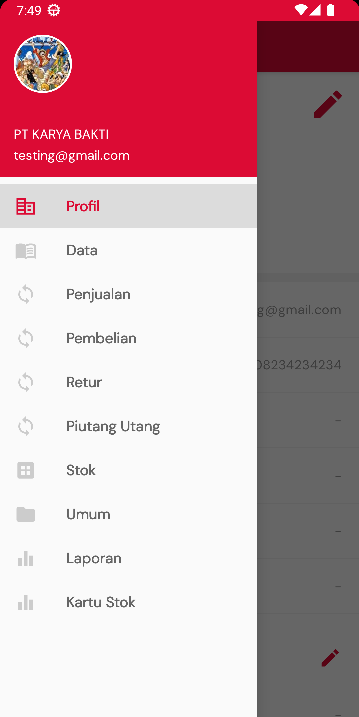 7:49
PT KARYA BAKTI
testing@gmail.com
Profil
Data
Penjualan
g@gmail.com
Pembelian
08234234234
Retur
Piutang Utang
–
Stok
–
Umum
–
Laporan
–
Kartu Stok